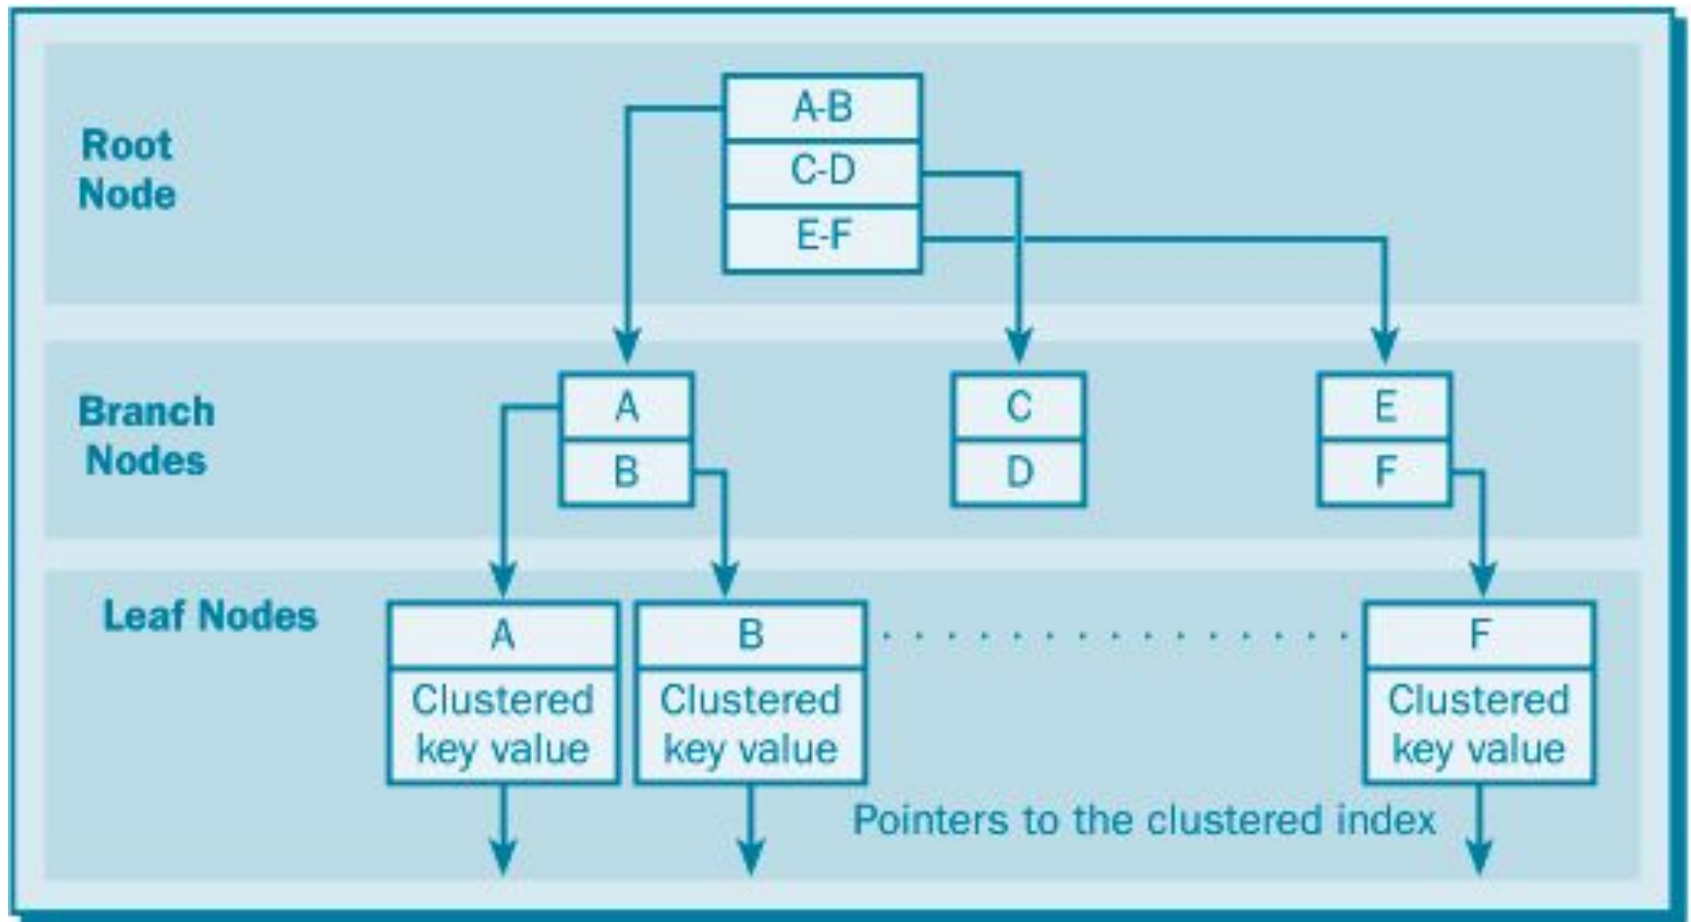 Root
Node
A-B
C-D
E-F
Branch
Nodes
A
B
C
D
E
F
Leaf Nodes
A
Clustered
key value
B
Clustered
key value
F
Clustered
key value
Pointers to the clustered index